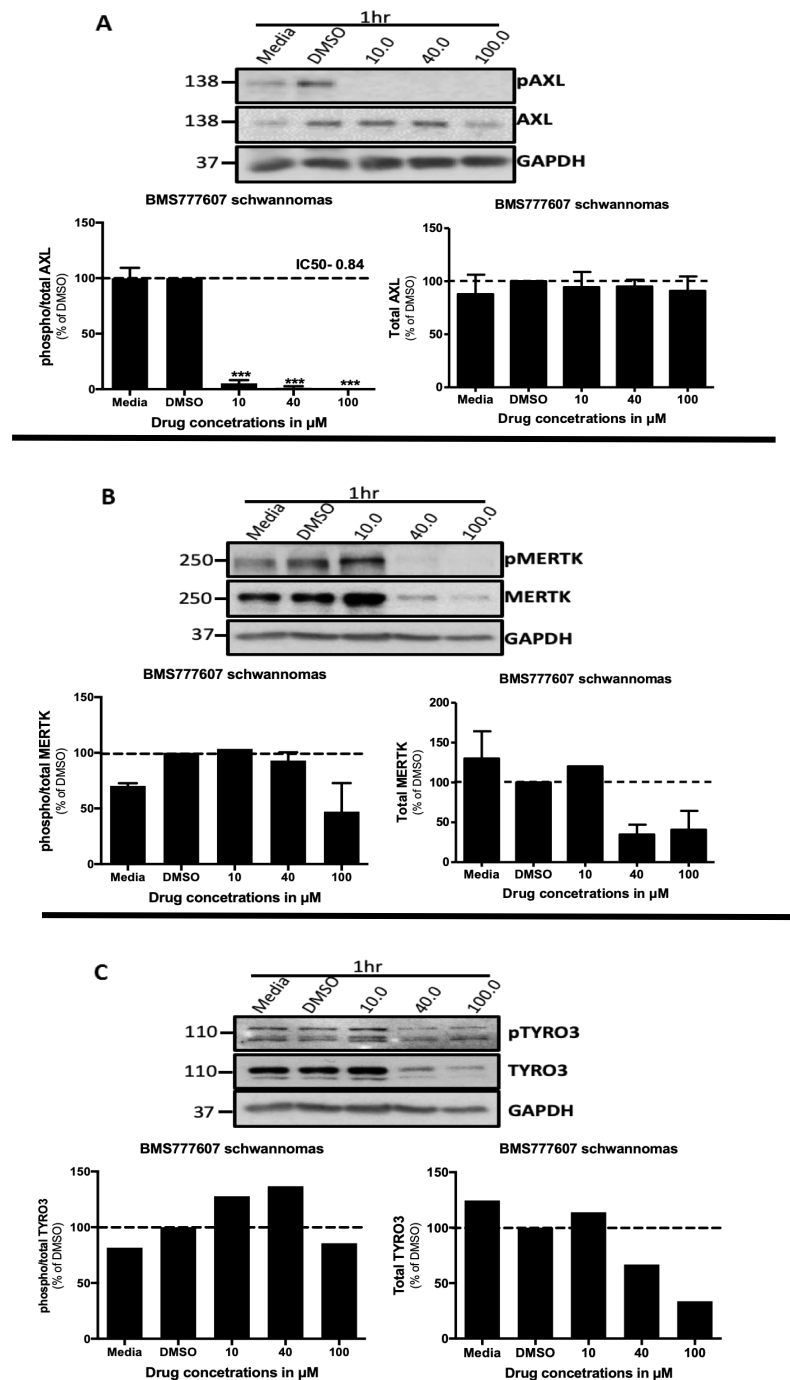 A
1hr
Media DMSO 10.0 40.0 100.0
138 pAXL
138 AXL
37 GAPDH
BMS777607 schwannomas
BMS777607 schwannomas
phospho/total AXL
(% of DMSO)
150
100
50
0
IC50- 0.84
*** *** ***
Media DMSO 10 40 100
Drug concetrations in µM
Total AXL
(% of DMSO)
150
100
50
0
Media DMSO 10 40 100
Drug concetrations in µM
B
1hr
Media DMSO 10.0 40.0 100.0
250 pMERTK
250 MERTK
37 GAPDH
BMS777607 schwannomas
BMS777607 schwannomas
phospho/total MERTK
(% of DMSO)
150
100
50
0
Media DMSO 10 40 100
Drug concetrations in µM
Total MERTK
(% of DMSO)
200
150
100
50
0
Media DMSO 10 40 100
Drug concetrations in µM
C
1hr
Media DMSO 10.0 40.0 100.0
110 pTYRO3
110 TYRO3
37 GAPDH
BMS777607 schwannomas
BMS777607 schwannomas
phospho/total TYRO3
(% of DMSO)
150
100
50
0
Media DMSO 10 40 100
Drug concetrations in µM
Total TYRO3
(% of DMSO)
150
100
50
0
Media DMSO 10 40 100
Drug concetrations in µM